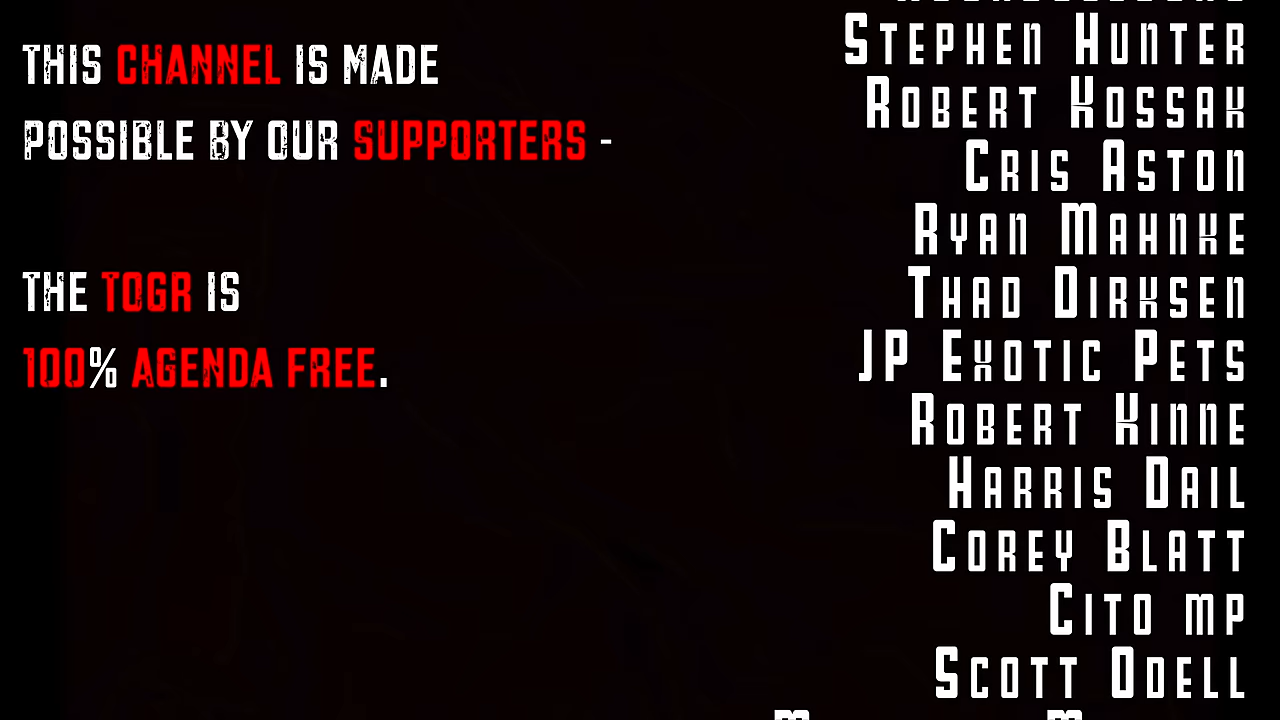 THIS CHANNEL IS MADE
POSSIBLE BY OUR SUPPORTERS -
THE TOGR IS
100% AGENDA FREE.
STEPHEN HUNTER
ROBERT KOSSAK
CRIS ASTON
RYAN MAHNKE
THAD DIRKSEN
JP EXOTIC PETS
ROBERT KINNE
HARRIS DAIL
COREY BLATT
CITO MP
SCOTT ODELL